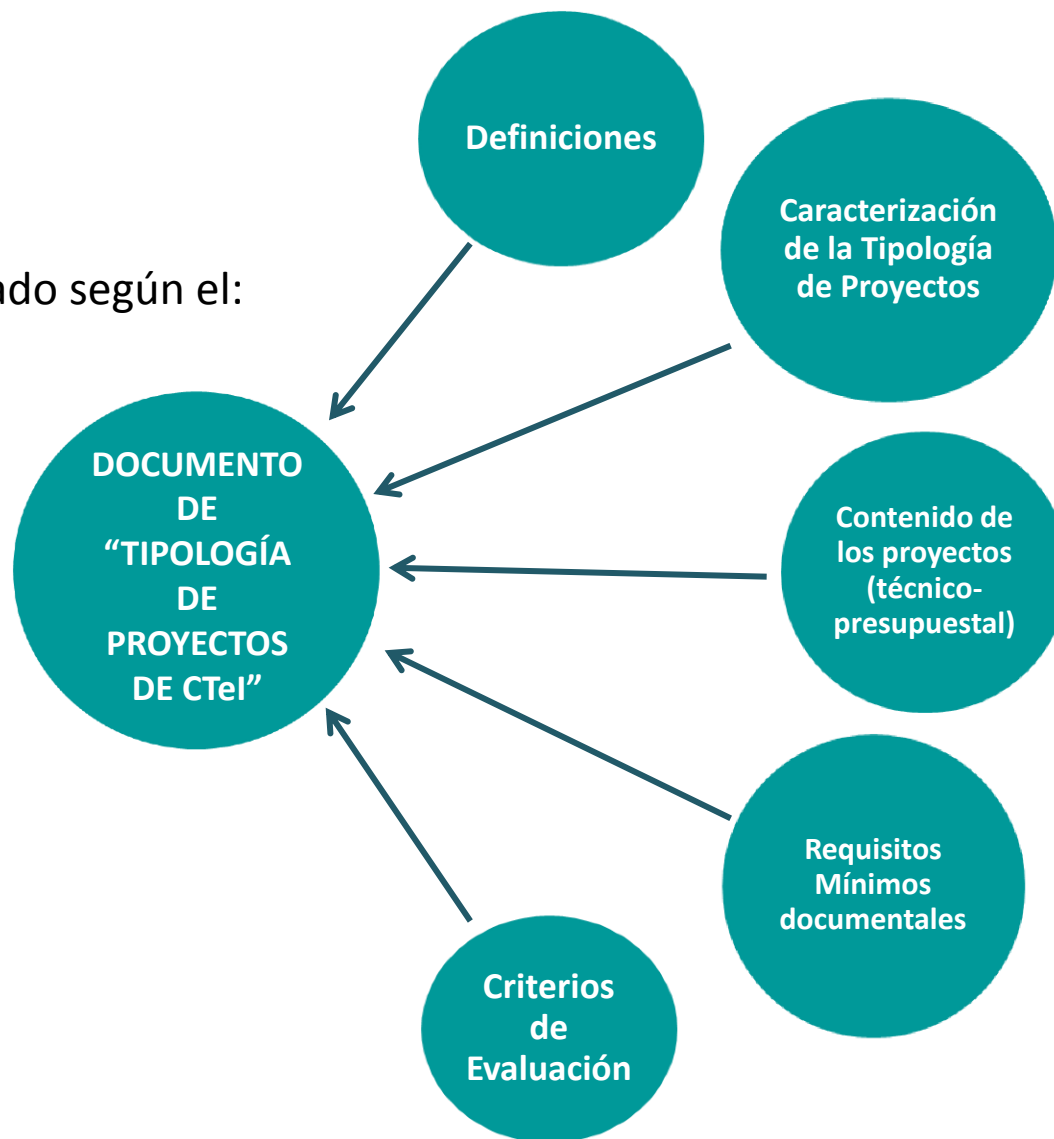 Definiciones
Caracterización
de la Tipología
de Proyectos
según el:
DOCUMENTO
DE
“TIPOLOGÍA
DE
PROYECTOS
DE CTeI”
Contenido de
los proyectos
(técnico-
presupuestal)
Requisitos
Mínimos
documentales
Criterios
de
Evaluación